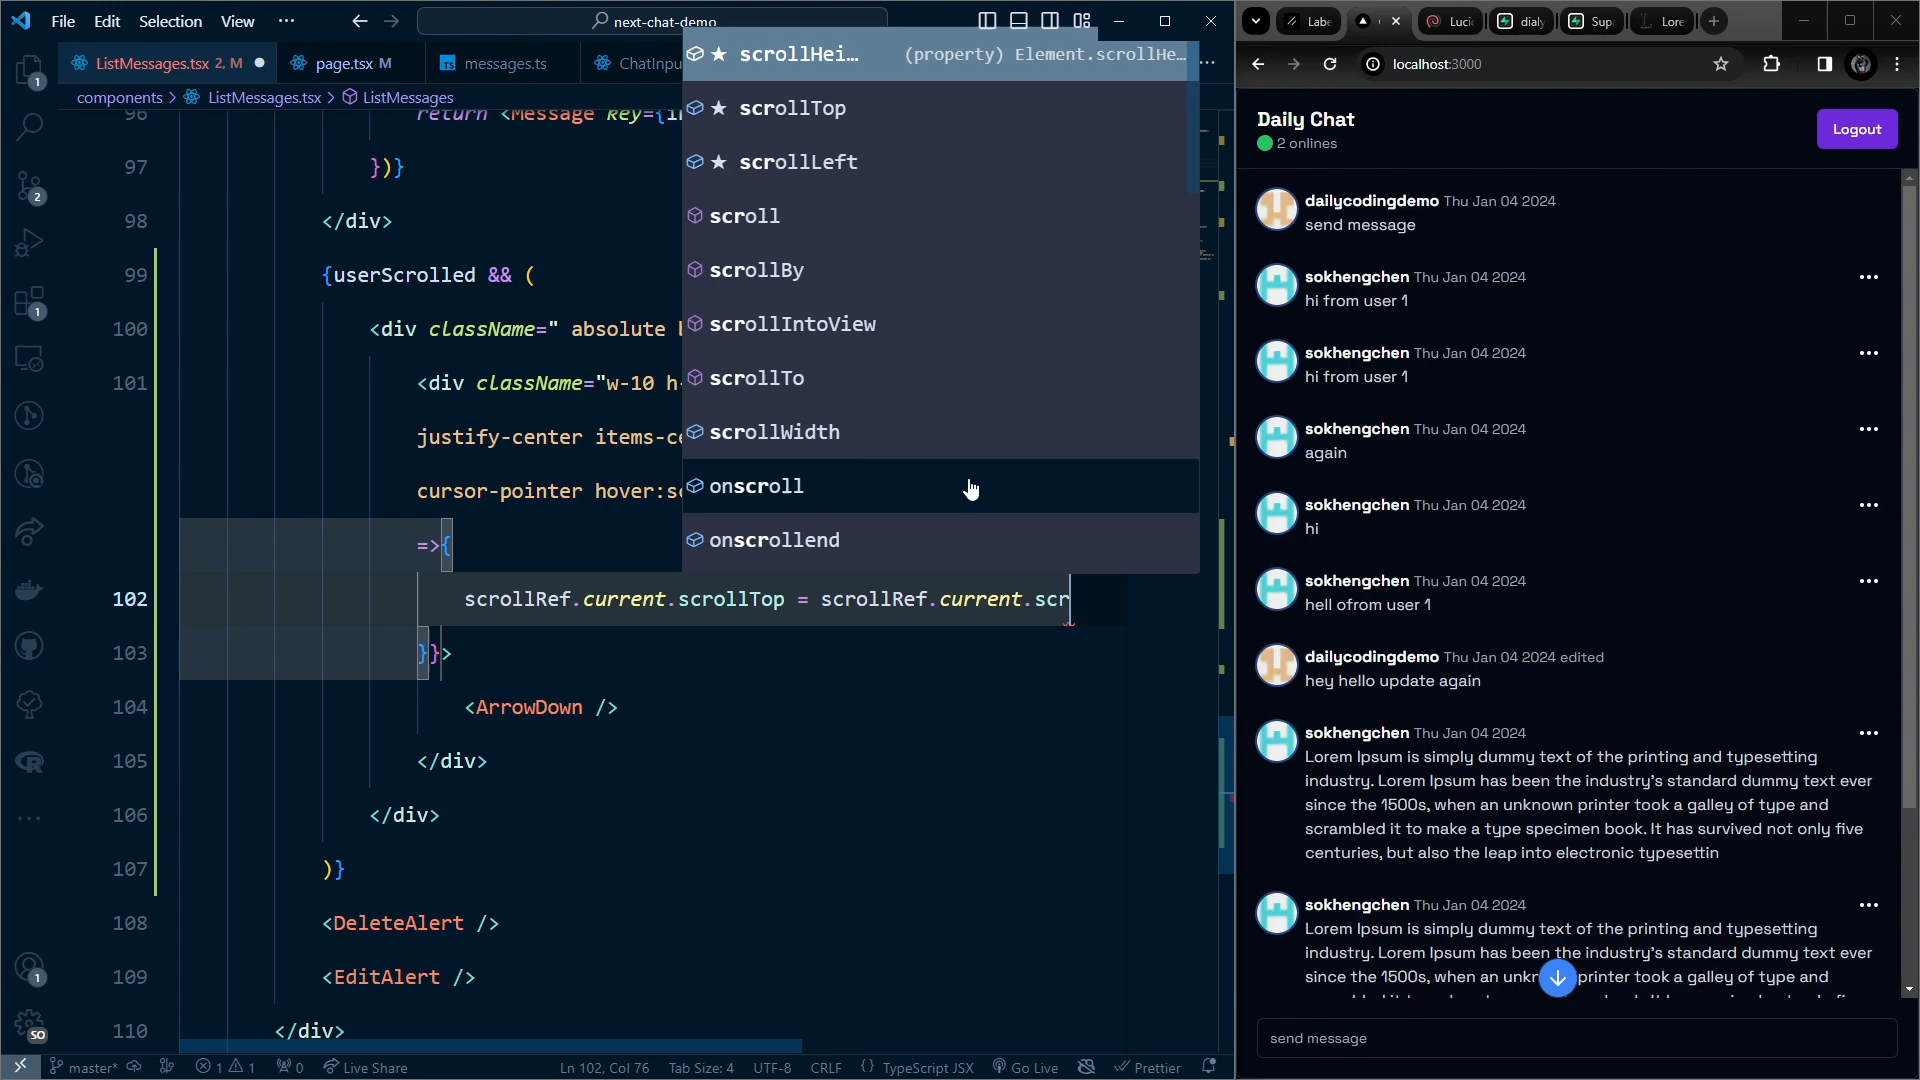 File Edit Selection View ···
next-chat-demo
ListMessages.tsx 2, M
page.tsx M
messages.ts
components > ListMessages.tsx > ListMessages
96 return <Message key={
97 })}
98 </div>
99 {userScrolled && (
100 <div className=" absolute
101 <div className="w-10
justify-center
cursor-pointer
=>{
102 scrollRef.current.scrollTop = scrollRef.current.scr
103 }}>
104 <ArrowDown />
105 </div>
106 </div>
107 )}
108 <DeleteAlert />
109 <EditAlert />
110 </div>
scrollHei... (property) Element.scrollHe...
scrollTop
scrollLeft
scroll
scrollBy
scrollIntoView
scrollTo
scrollWidth
onscroll
onscrollend
1
2
1
1
SO
master* 1 1 0 Live Share Ln 102, Col 76 Tab Size: 4 UTF-8 CRLF {} TypeScript JSX Go Live Prettier
localhost:3000
Daily Chat
2 onlines
Logout
dailycodingdemo Thu Jan 04 2024
send message
sokhengchen Thu Jan 04 2024
hi from user 1
sokhengchen Thu Jan 04 2024
hi from user 1
sokhengchen Thu Jan 04 2024
again
sokhengchen Thu Jan 04 2024
hi
sokhengchen Thu Jan 04 2024
hell ofrom user 1
dailycodingdemo Thu Jan 04 2024 edited
hey hello update again
sokhengchen Thu Jan 04 2024
Lorem Ipsum is simply dummy text of the printing and typesetting
industry. Lorem Ipsum has been the industry's standard dummy text ever
since the 1500s, when an unknown printer took a galley of type and
scrambled it to make a type specimen book. It has survived not only five
centuries, but also the leap into electronic typesettin
sokhengchen Thu Jan 04 2024
Lorem Ipsum is simply dummy text of the printing and typesetting
industry. Lorem Ipsum has been the industry's standard dummy text ever
since the 1500s, when an printer took a galley of type and
send message